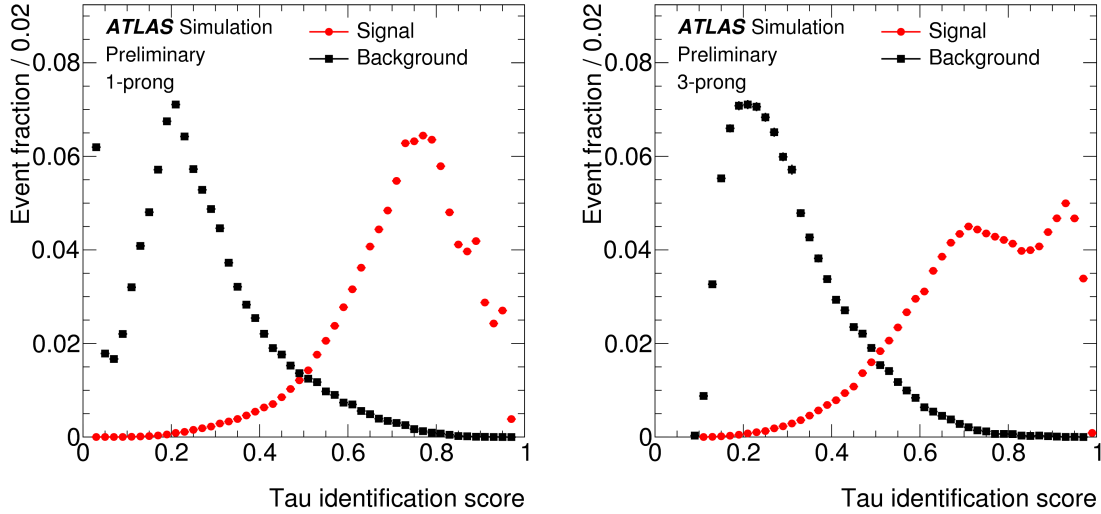 Event fraction / 0.02
0.08
0.06
0.04
0.02
0
ATLAS Simulation
Preliminary
1-prong
Signal
Background
0 0.2 0.4 0.6 0.8 1
Tau identification score
Event fraction / 0.02
0.08
0.06
0.04
0.02
0
ATLAS Simulation
Preliminary
3-prong
Signal
Background
0 0.2 0.4 0.6 0.8 1
Tau identification score